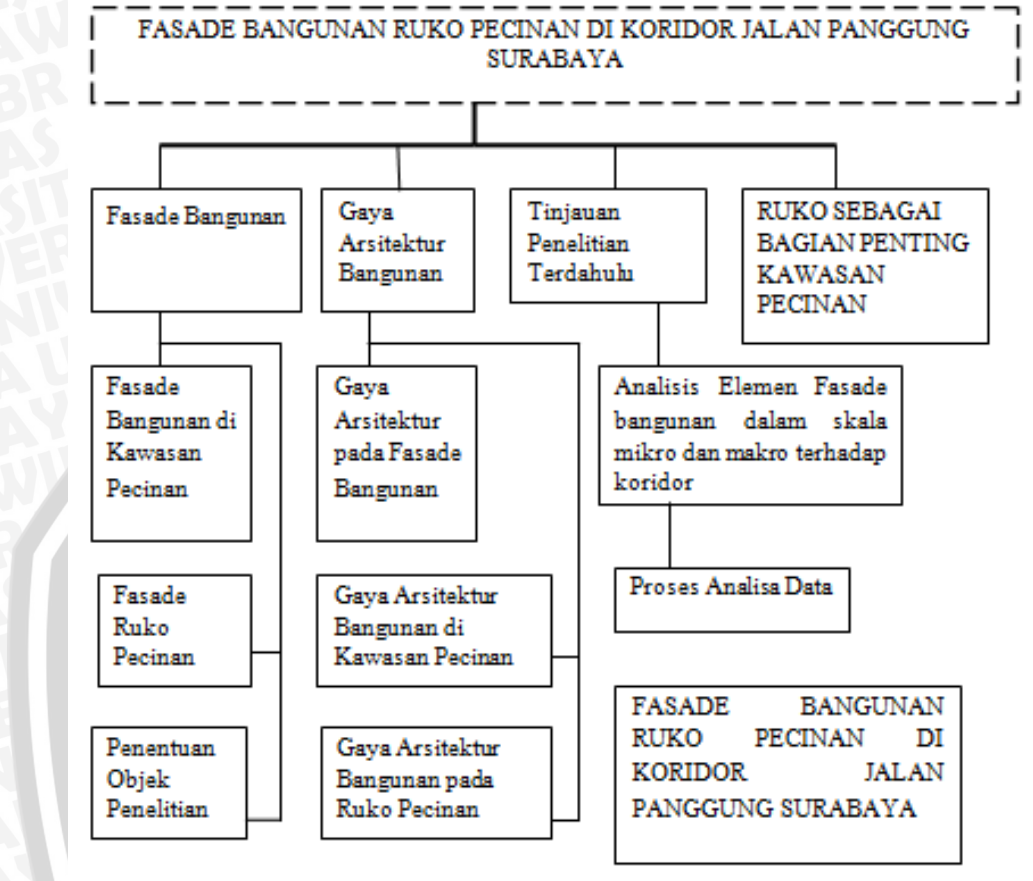 FASADE BANGUNAN RUKO PECINAN DI KORIDOR JALAN PANGGUNG
SURABAYA
Fasade Bangunan
Gaya
Arsitektur
Bangunan
Tinjauan
Penelitian
Terdahulu
RUKO SEBAGAI
BAGIAN PENTING
KAWASAN
PECINAN
Fasade
Bangunan di
Kawasan
Pecinan
Gaya
Arsitektur
pada Fasade
Bangunan
Analisis Elemen Fasade
bangunan dalam skala
mikro dan makro terhadap
koridor
Fasade
Ruko
Pecinan
Gaya Arsitektur
Bangunan di
Kawasan Pecinan
Proses Analisa Data
Penentuan
Objek
Penelitian
Gaya Arsitektur
Bangunan pada
Ruko Pecinan
FASADE BANGUNAN
RUKO PECINAN DI
KORIDOR JALAN
PANGGUNG SURABAYA